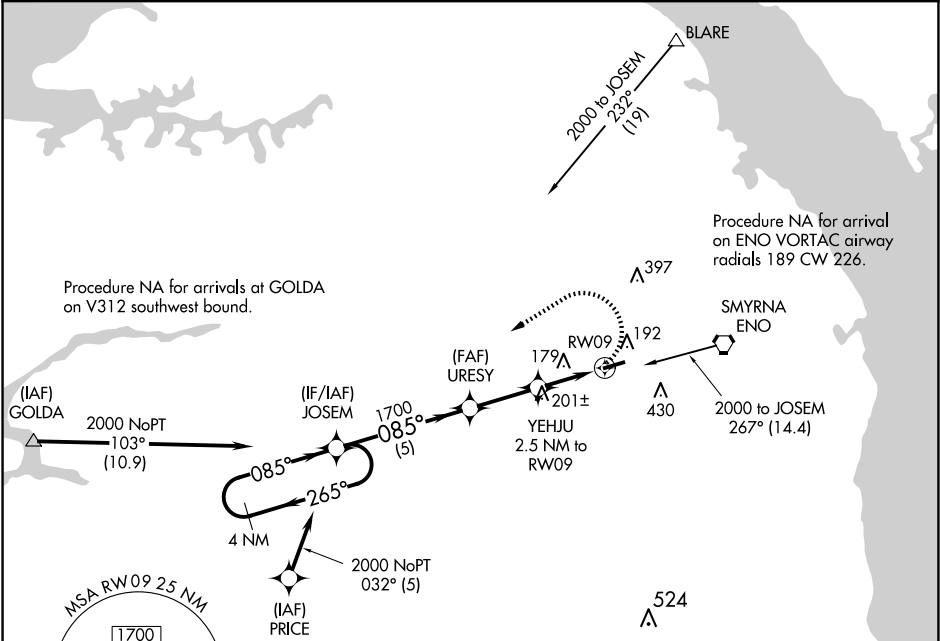 BLARE
2000 to JOSEM
232°
(19)
Procedure NA for arrival
on ENO VORTAC airway
radials 189 CW 226.
Procedure NA for arrivals at GOLDA
on V312 southwest bound.
397
SMYRNA
ENO
RW09
192
179
(FAF)
URESY
(IAF)
GOLDA
(IF/IAF)
JOSEM
2000 NoPT
103°
(10.9)
1700
085°
(5)
201±
430
2000 to JOSEM
267° (14.4)
YEHJU
2.5 NM to
RW09
085°
265°
4 NM
2000 NoPT
032° (5)
(IAF)
PRICE
MSA RW09 25 NM
1700
524